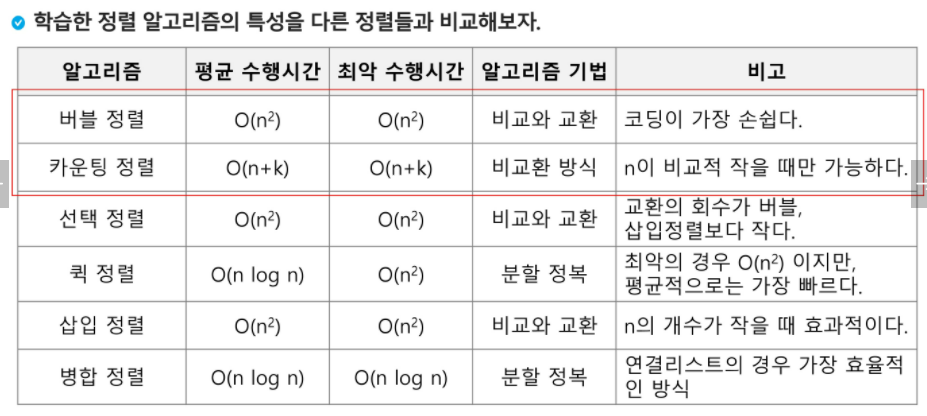 학습한 정렬 알고리즘의 특성을 다른 정렬들과 비교해보자.
알고리즘 평균 수행시간 최악 수행시간 알고리즘 기법 비고
버블 정렬 O(n²) O(n²) 비교와 교환 코딩이 가장 손쉽다.
카운팅 정렬 O(n+k) O(n+k) 비교환 방식 n이 비교적 작을 때만 가능하다.
선택 정렬 O(n²) O(n²) 비교와 교환 교환의 회수가 버블,
삽입정렬보다 작다.
퀵 정렬 O(n log n) O(n²) 분할 정복 최악의 경우 O(n²) 이지만,
평균적으로는 가장 빠르다.
삽입 정렬 O(n²) O(n²) 비교와 교환 n의 개수가 작을 때 효과적이다.
병합 정렬 O(n log n) O(n log n) 분할 정복 연결리스트의 경우 가장 효율적
인 방식